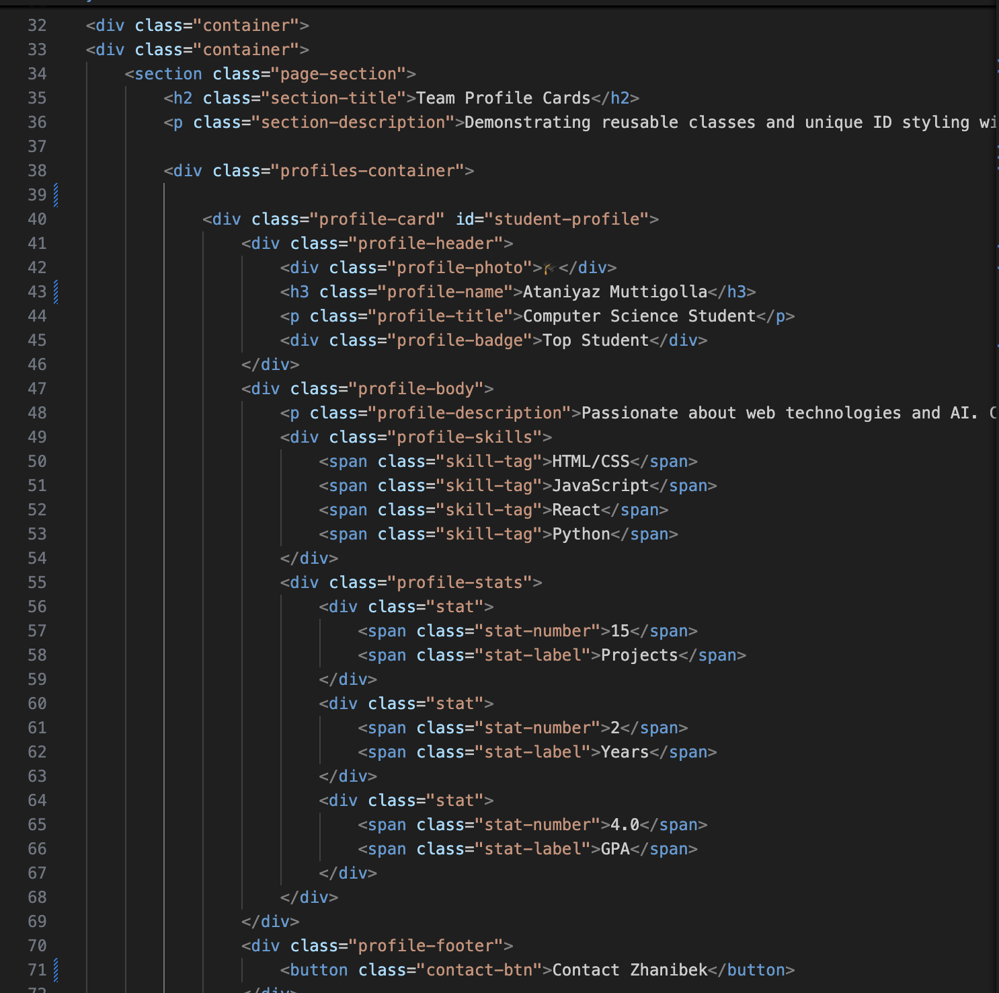 32 <div class="container">
33 <div class="container">
34 <section class="page-section">
35 <h2 class="section-title">Team Profile Cards</h2>
36 <p class="section-description">Demonstrating reusable classes and unique ID styling wi
37
38 <div class="profiles-container">
39
40 <div class="profile-card" id="student-profile">
41 <div class="profile-header">
42 <div class="profile-photo">🎓</div>
43 <h3 class="profile-name">Ataniyaz Muttigolla</h3>
44 <p class="profile-title">Computer Science Student</p>
45 <div class="profile-badge">Top Student</div>
46 </div>
47 <div class="profile-body">
48 <p class="profile-description">Passionate about web technologies and AI.
49 <div class="profile-skills">
50 <span class="skill-tag">HTML/CSS</span>
51 <span class="skill-tag">JavaScript</span>
52 <span class="skill-tag">React</span>
53 <span class="skill-tag">Python</span>
54 </div>
55 <div class="profile-stats">
56 <div class="stat">
57 <span class="stat-number">15</span>
58 <span class="stat-label">Projects</span>
59 </div>
60 <div class="stat">
61 <span class="stat-number">2</span>
62 <span class="stat-label">Years</span>
63 </div>
64 <div class="stat">
65 <span class="stat-number">4.0</span>
66 <span class="stat-label">GPA</span>
67 </div>
68 </div>
69 </div>
70 <div class="profile-footer">
71 <button class="contact-btn">Contact Zhanibek</button>
72 </div>